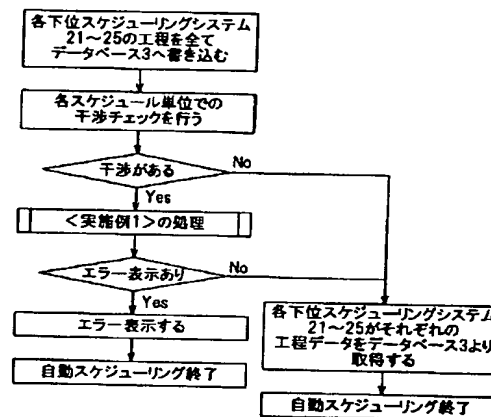 各下位スケジューリングシステム
21~25の工程を全て
データベース3へ書き込む
各スケジュール単位での
干渉チェックを行う
干渉がある
No
Yes
<実施例1>の処理
エラー表示あり
No
Yes
エラー表示する
自動スケジューリング終了
各下位スケジューリングシステム
21~25がそれぞれの
工程データをデータベース3より
取得する
自動スケジューリング終了